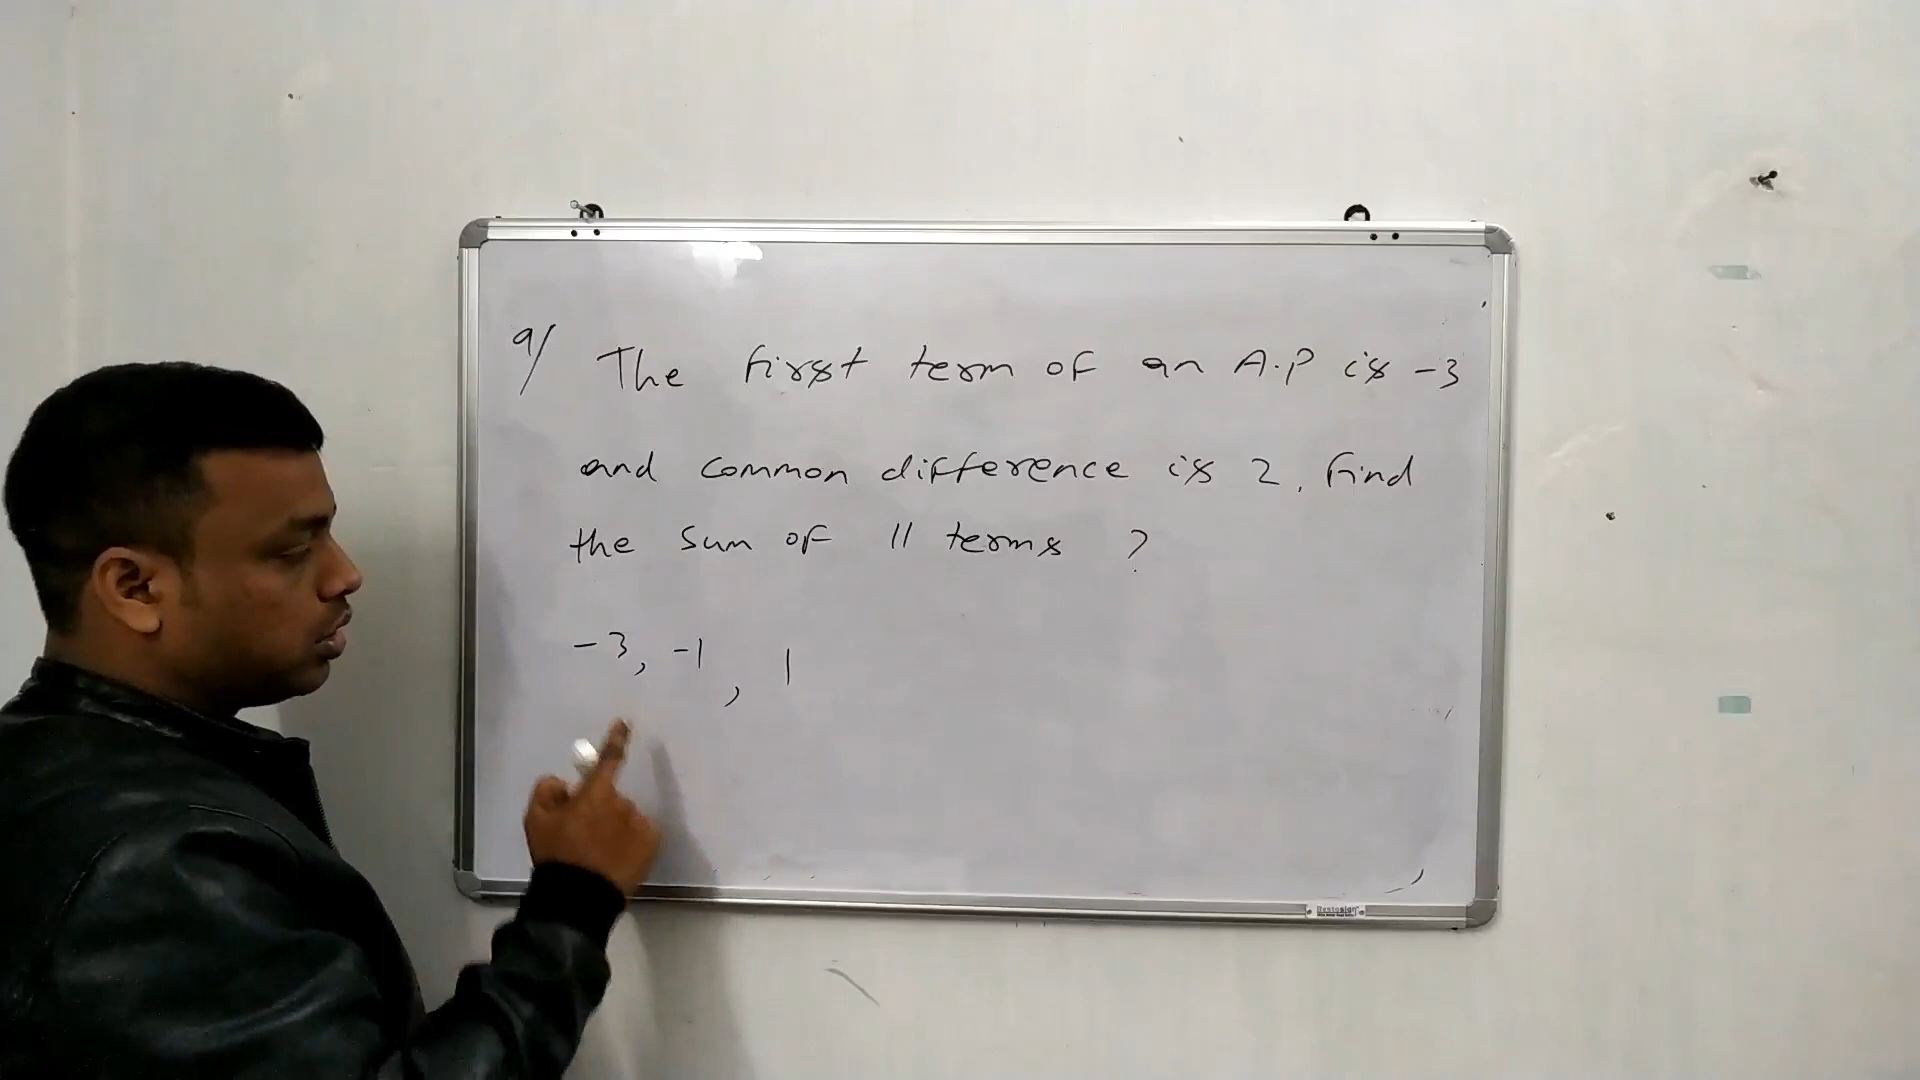 Q/ The first term of an A.P is -3
and common difference is 2. Find
the sum of 11 terms ?
-3, -1, 1